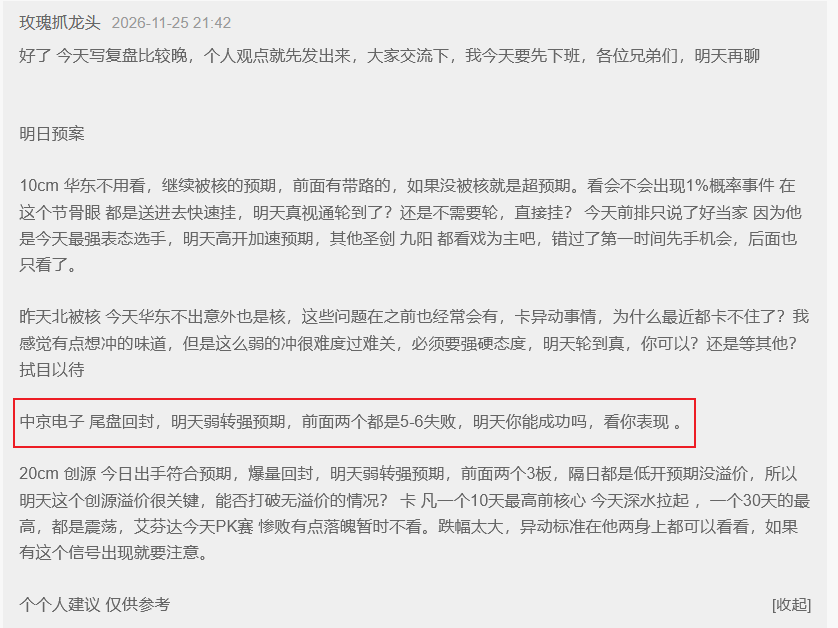 玫瑰抓龙头 2026-11-25 21:42
好了 今天写复盘比较晚，个人观点就先发出来，大家交流下，我今天要先下班，各位兄弟们，明天再聊
明日预案
10cm 华东不用看，继续被核的预期，前面有带路的，如果没被核就是超预期。看会不会出现1%概率事件 在
这个节骨眼 都是送进去快速挂，明天真视通轮到了？还是不需要轮，直接挂？ 今天前排只说了好当家 因为他
是今天最强表态选手，明天高开加速预期，其他圣剑 九阳 都看戏为主吧，错过了第一时间先手机会，后面也
只看了。
昨天北被核 今天华东不出意外也是核，这些问题在之前也经常会有，卡异动事情，为什么最近都卡不住了？我
感觉有点想冲的味道，但是这么弱的冲很难度过难关，必须要强硬态度，明天轮到真，你可以？还是等其他？
拭目以待
中京电子 尾盘回封，明天弱转强预期，前面两个都是5-6失败，明天你能成功吗，看你表现 。
20cm 创源 今日出手符合预期，爆量回封，明天弱转强预期，前面两个3板，隔日都是低开预期没溢价，所以
明天这个创源溢价很关键，能否打破无溢价的情况？ 卡 凡一个10天最高前核心 今天深水拉起 ，一个30天的最
高，都是震荡，艾芬达今天PK赛 惨败有点落魄暂时不看。跌幅太大，异动标准在他两身上都可以看看，如果
有这个信号出现就要注意。
个个人建议 仅供参考 [收起]